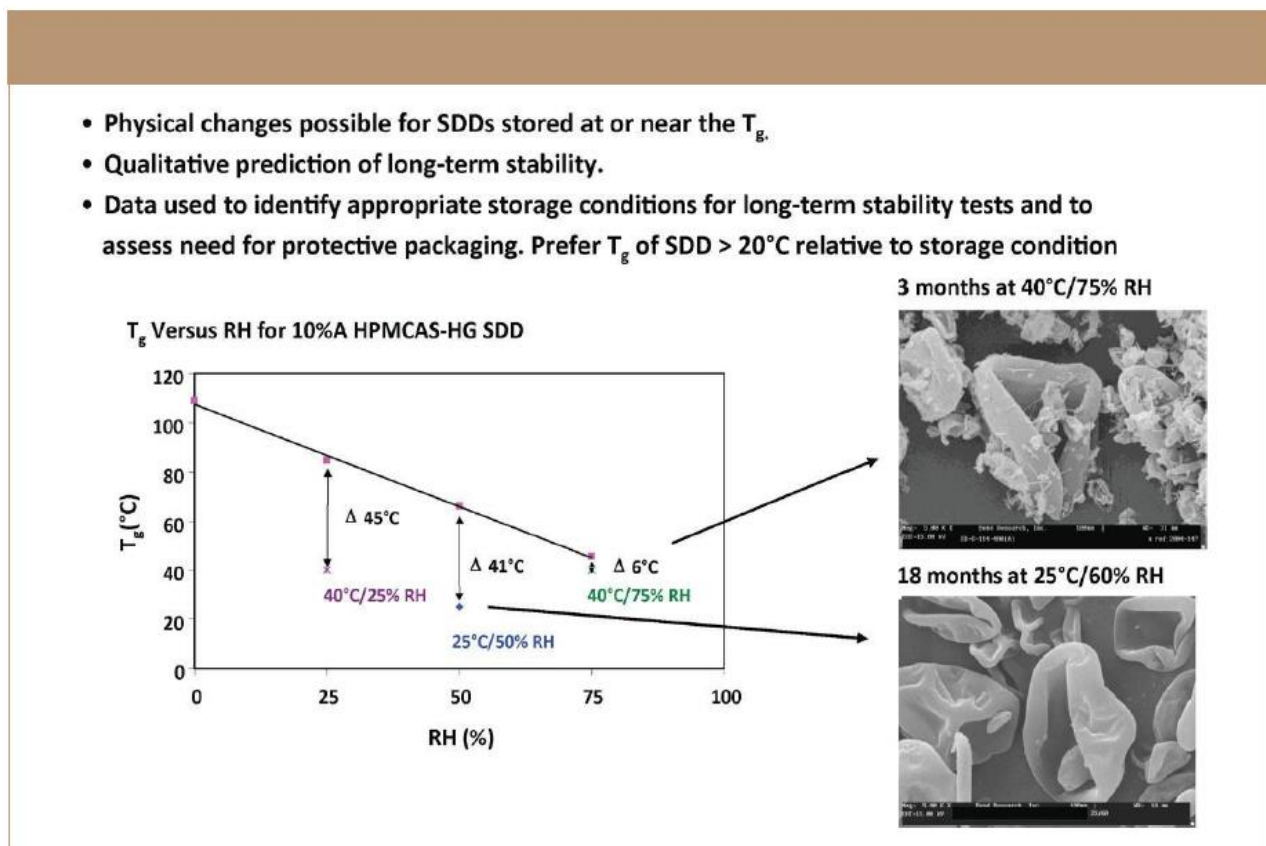 • Physical changes possible for SDDs stored at or near the Tg.
• Qualitative prediction of long-term stability.
• Data used to identify appropriate storage conditions for long-term stability tests and to
assess need for protective packaging. Prefer Tg of SDD > 20°C relative to storage condition
3 months at 40°C/75% RH
Tg Versus RH for 10%A HPMCAS-HG SDD
120
100
80
60
40
20
0
Tg(°C)
Δ 45°C
Δ 41°C
Δ 6°C
40°C/25% RH
40°C/75% RH
25°C/50% RH
0
25
50
75
100
RH (%)
18 months at 25°C/60% RH